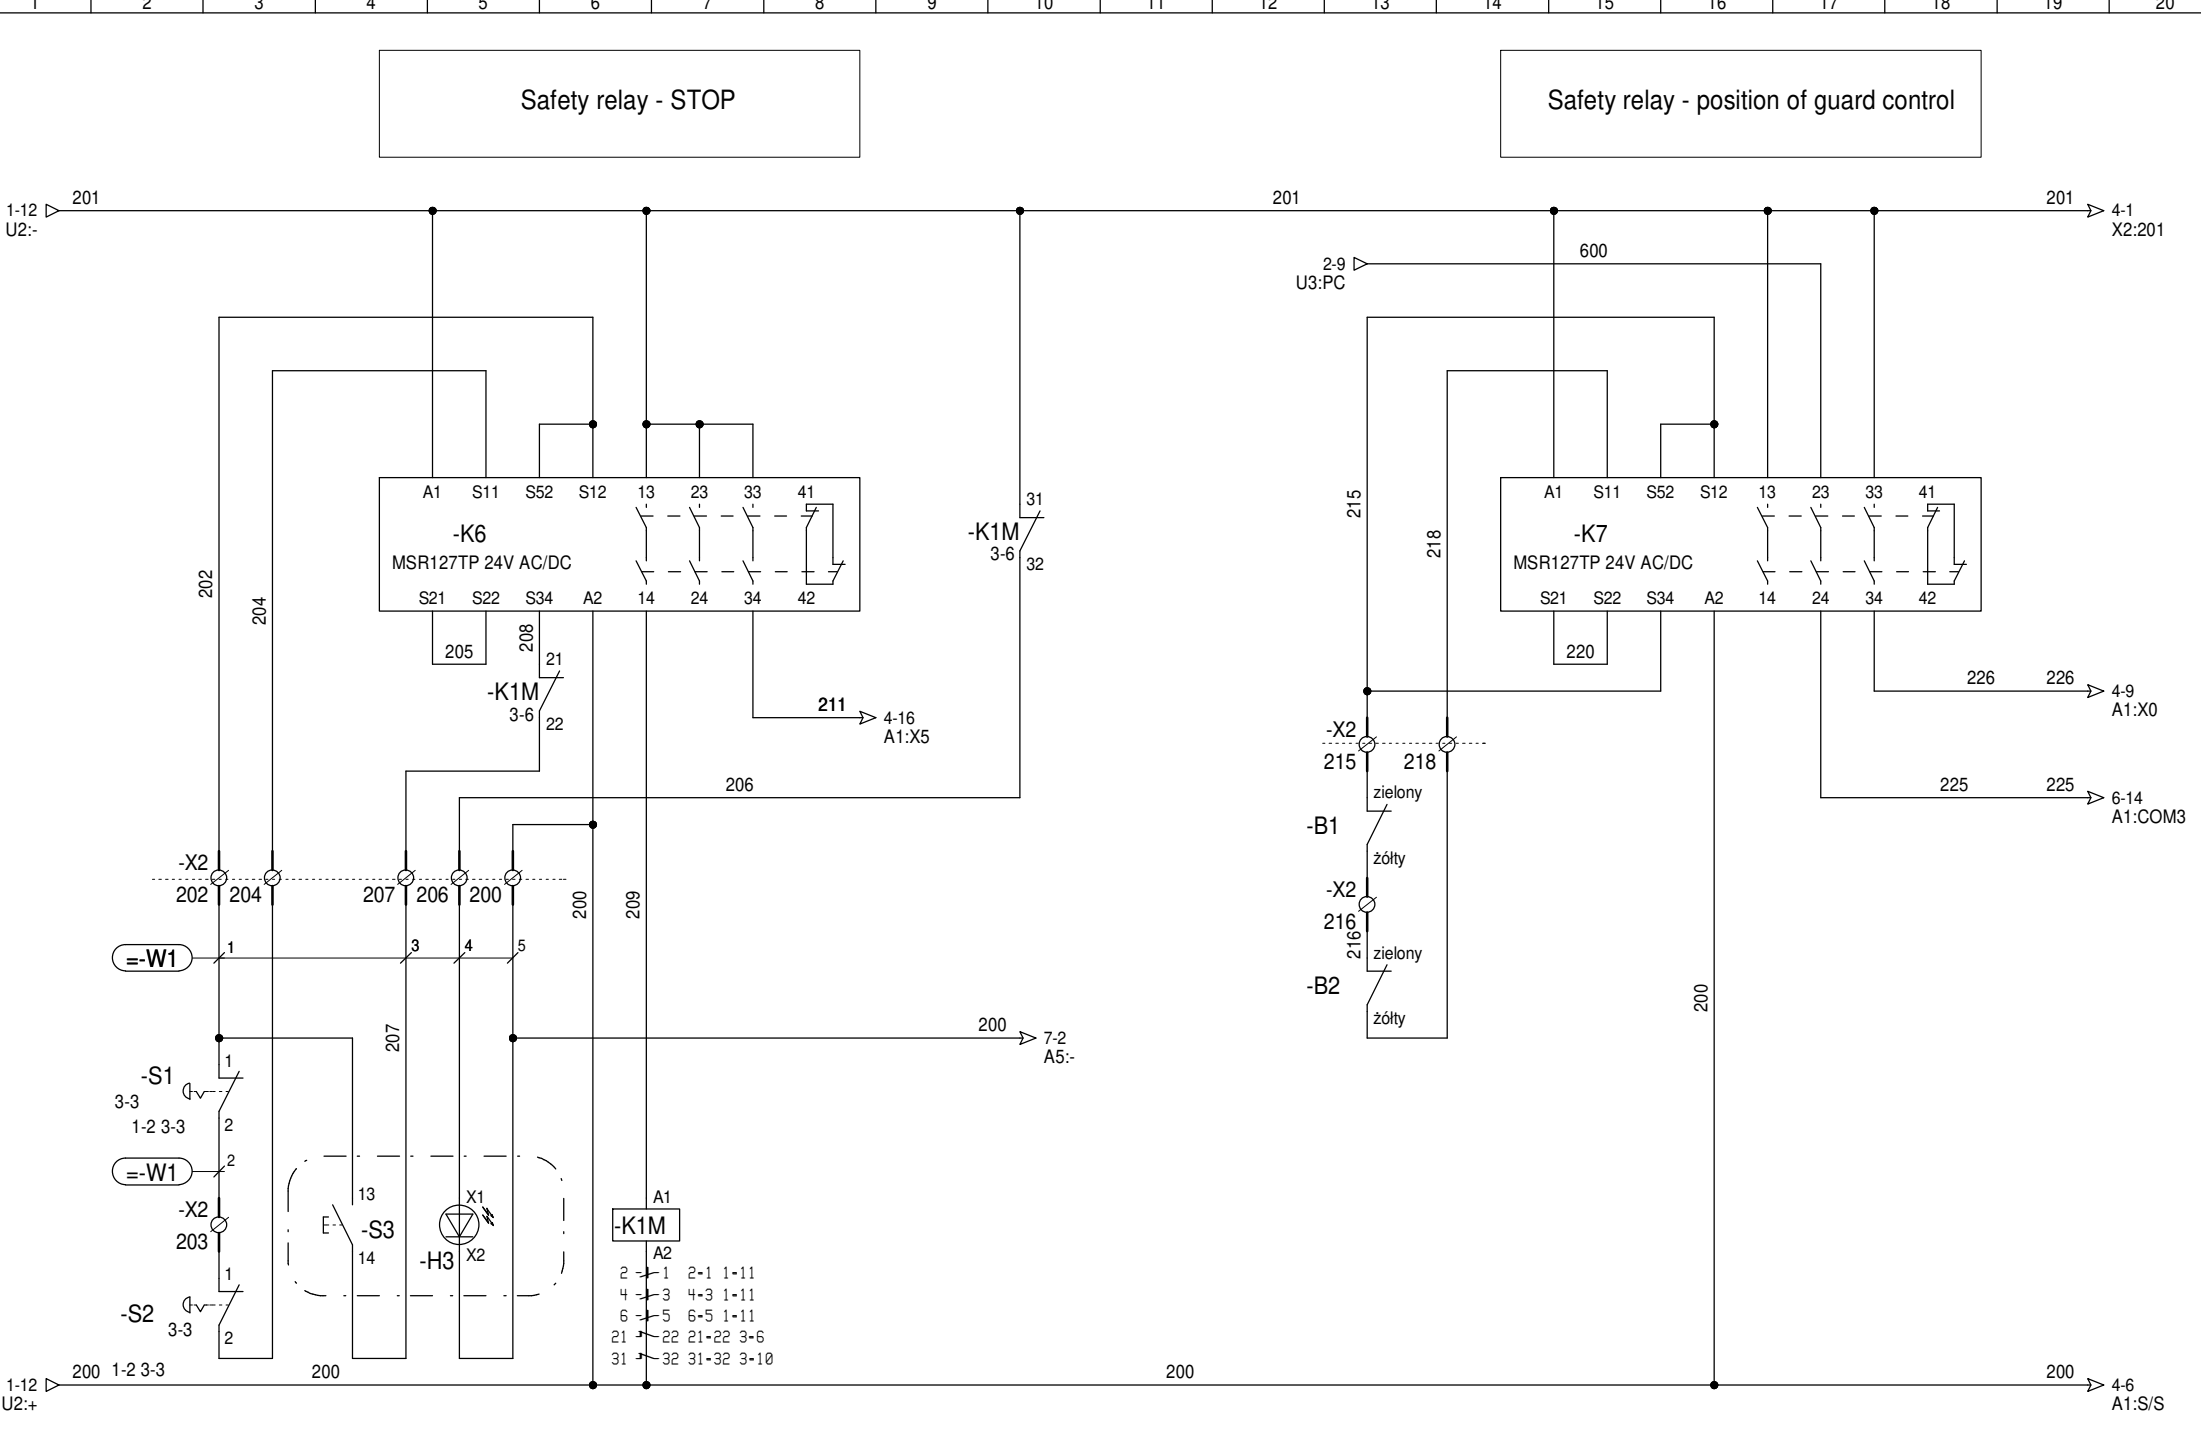 1 2 3 4 5 6 7 8 9 10 11 12 13 14 15 16 17 18 19 20
Safety relay - STOP
Safety relay - position of guard control
1-12 201 201 201 4-1
U2:- X2:201
2-9 600
U3:PC
A1 S11 S52 S12 13 23 33 41
-K6
MSR127TP 24V AC/DC
S21 S22 S34 A2 14 24 34 42
202
204
205
208
21
-K1M
3-6
22
211 4-16
A1:X5
31
-K1M
3-6
32
206
A1 S11 S52 S12 13 23 33 41
-K7
MSR127TP 24V AC/DC
S21 S22 S34 A2 14 24 34 42
215
218
220
226 226 4-9
A1:X0
225 225 6-14
A1:COM3
-X2
215 218
zielony
-B1
żółty
-X2
216
216
zielony
-B2
żółty
200
-X2
202 204 207 206 200
200
209
=-W1 1 3 4 5
207
200 7-2
A5:-
1
-S1
3-3
1-2 3-3
2
=-W1 2
-X2
203
1
-S2
3-3
2
13
-S3
14
X1
-H3 X2
A1
-K1M
A2
2 1 2-1 1-11
4 3 4-3 1-11
6 5 6-5 1-11
21 22 21-22 3-6
31 32 31-32 3-10
1-12 200 1-2 3-3 200 200 200 4-6
U2:+ A1:S/S